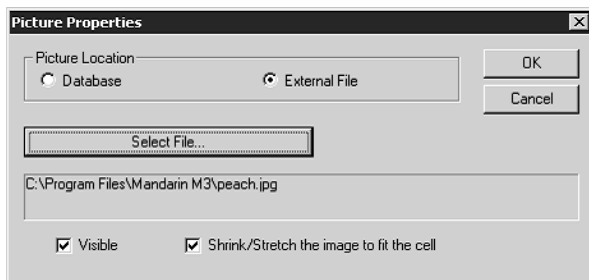 Picture Properties
Picture Location
Database
External File
OK
Cancel
Select File...
C:\Program Files\Mandarin M3\peach.jpg
Visible
Shrink/Stretch the image to fit the cell